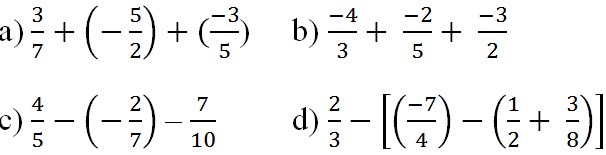 a) 3/7 + (−5/2) + (−3/5) b) −4/3 + −2/5 + −3/2
c) 4/5 − (−2/7) − 7/10 d) 2/3 − [(−7/4) − (1/2 + 3/8)]